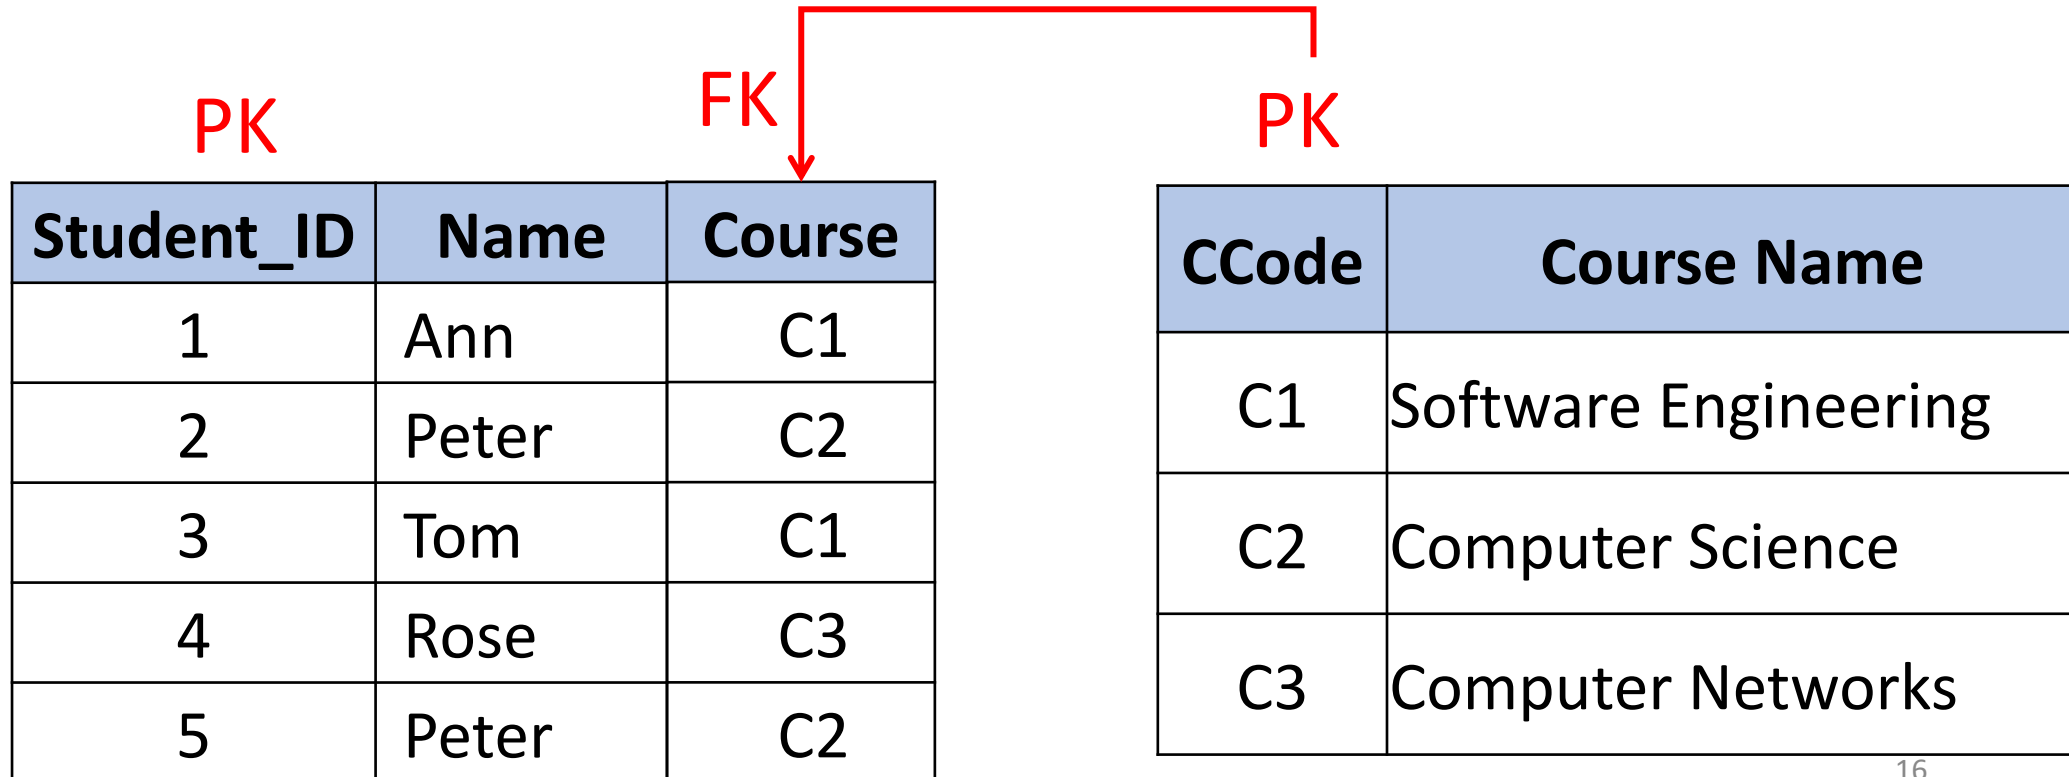 PK FK PK
Student_ID Name Course
1 Ann C1
2 Peter C2
3 Tom C1
4 Rose C3
5 Peter C2
CCode Course Name
C1 Software Engineering
C2 Computer Science
C3 Computer Networks
16